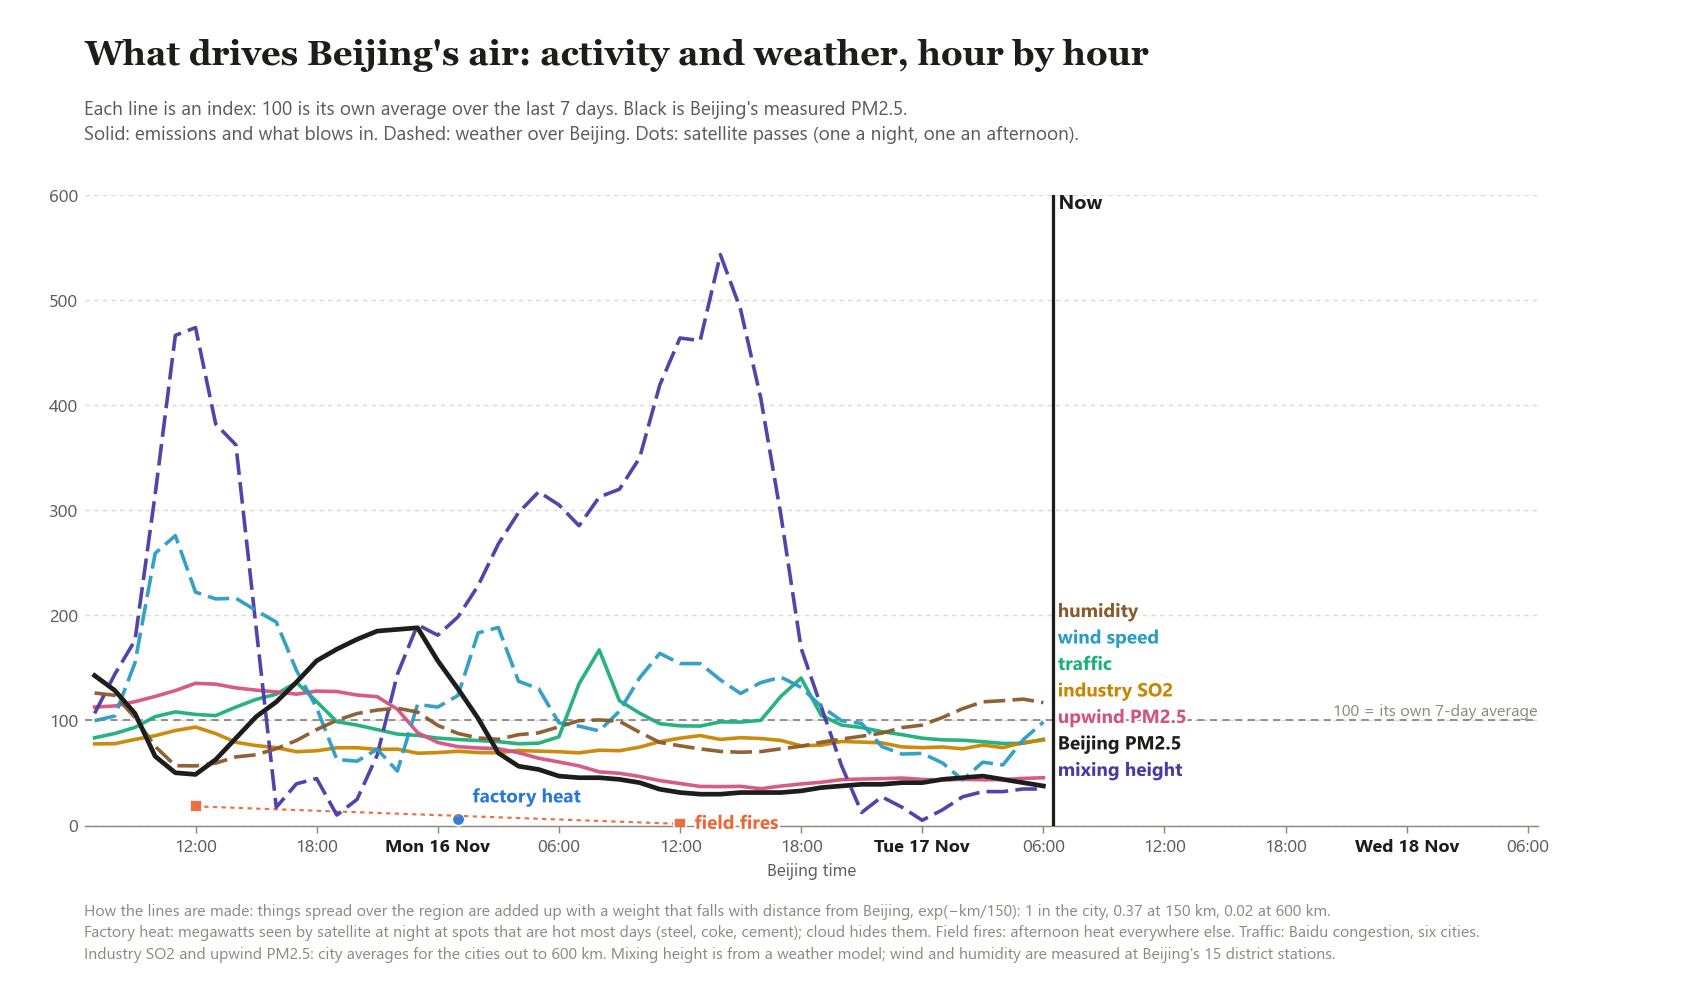 What drives Beijing's air: activity and weather, hour by hour
Each line is an index: 100 is its own average over the last 7 days. Black is Beijing's measured PM2.5.
Solid: emissions and what blows in. Dashed: weather over Beijing. Dots: satellite passes (one a night, one an afternoon).
600
Now
500
400
300
200
humidity
wind speed
traffic
industry SO2
100
100 = its own 7-day average
upwind PM2.5
Beijing PM2.5
mixing height
factory heat
field fires
0
12:00 18:00 Mon 16 Nov 06:00 12:00 18:00 Tue 17 Nov 06:00 12:00 18:00 Wed 18 Nov 06:00
Beijing time
How the lines are made: things spread over the region are added up with a weight that falls with distance from Beijing, exp(−km/150): 1 in the city, 0.37 at 150 km, 0.02 at 600 km.
Factory heat: megawatts seen by satellite at night at spots that are hot most days (steel, coke, cement); cloud hides them. Field fires: afternoon heat everywhere else. Traffic: Baidu congestion, six cities.
Industry SO2 and upwind PM2.5: city averages for the cities out to 600 km. Mixing height is from a weather model; wind and humidity are measured at Beijing's 15 district stations.